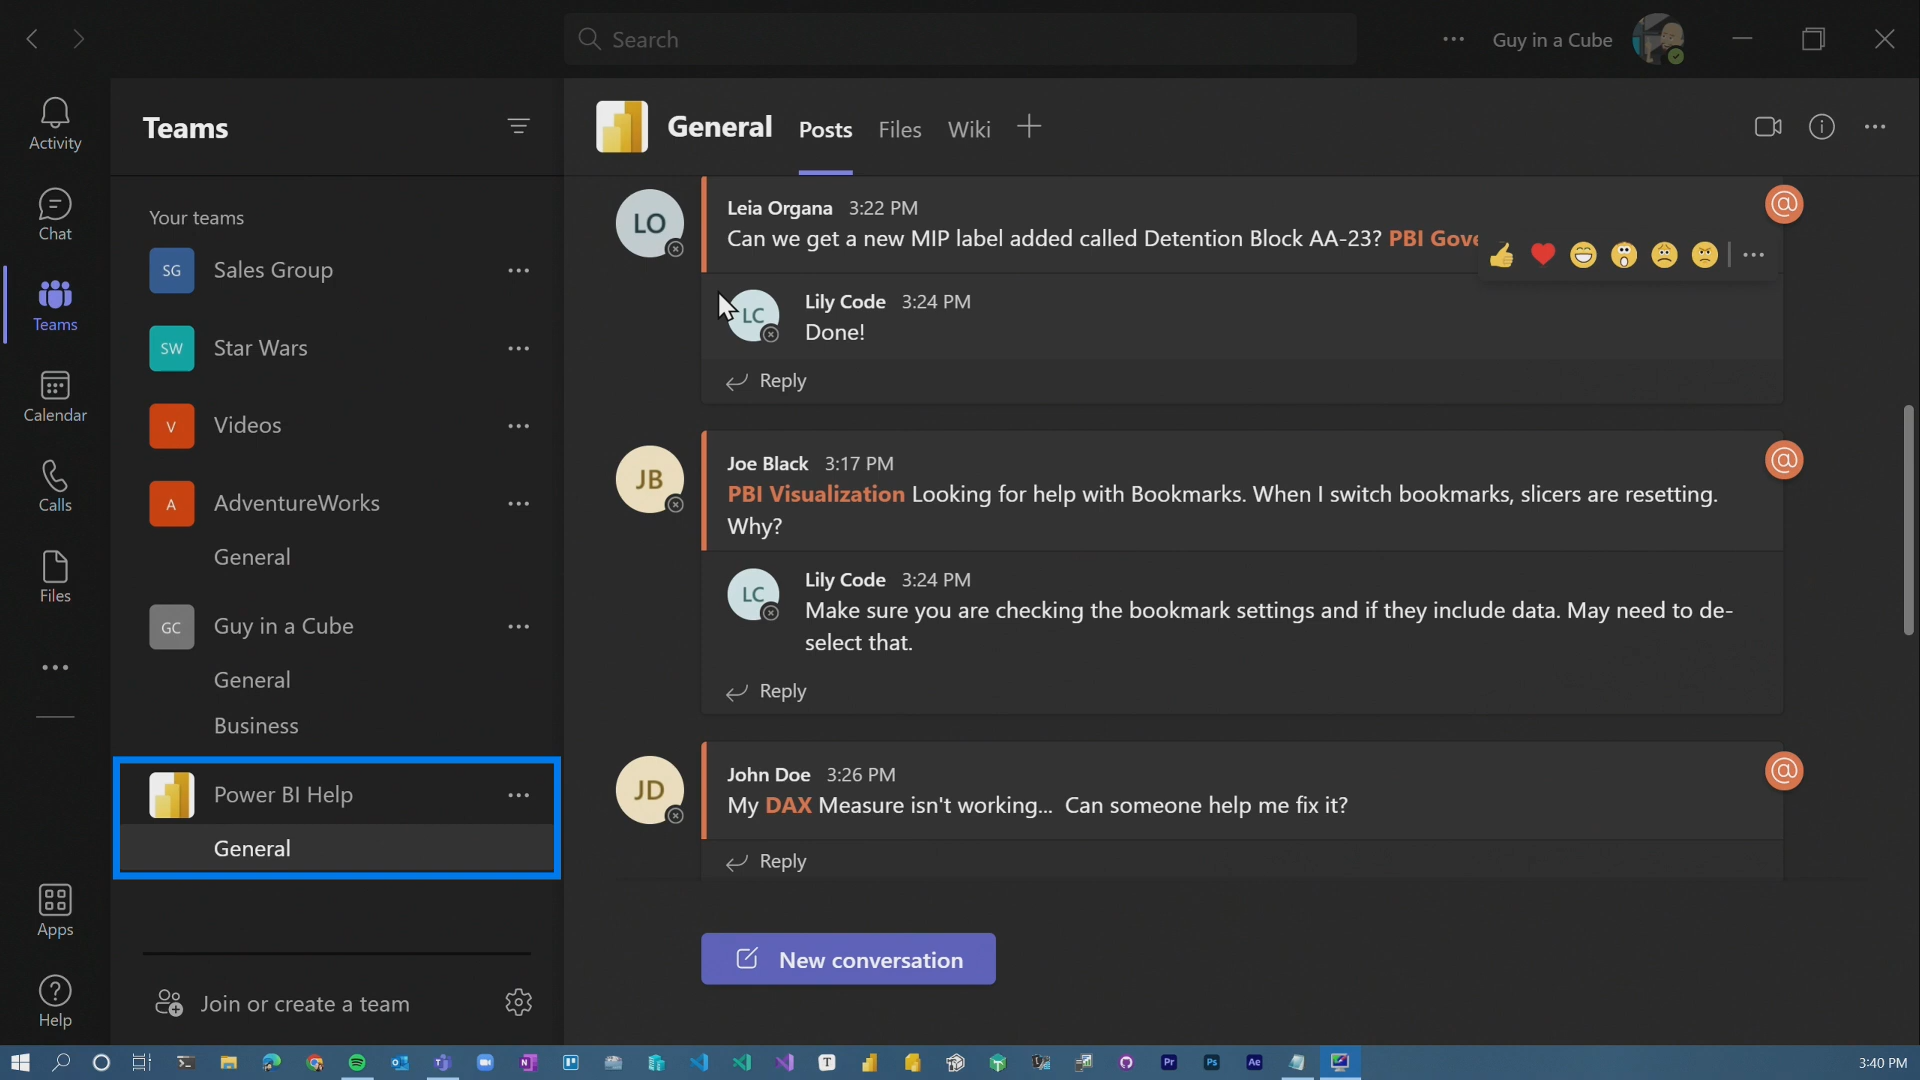 Search
Guy in a Cube
Activity
Chat
Teams
Calendar
Calls
Files
Apps
Help
Teams
Your teams
SG Sales Group
SW Star Wars
V Videos
A AdventureWorks
General
GC Guy in a Cube
General
Business
Power BI Help
General
Join or create a team
General Posts Files Wiki
LO Leia Organa 3:22 PM
Can we get a new MIP label added called Detention Block AA-23? PBI Gove
LC Lily Code 3:24 PM
Done!
Reply
JB Joe Black 3:17 PM
PBI Visualization Looking for help with Bookmarks. When I switch bookmarks, slicers are resetting.
Why?
LC Lily Code 3:24 PM
Make sure you are checking the bookmark settings and if they include data. May need to de-
select that.
Reply
JD John Doe 3:26 PM
My DAX Measure isn't working... Can someone help me fix it?
Reply
New conversation
T Pr Ps Ae
3:40 PM